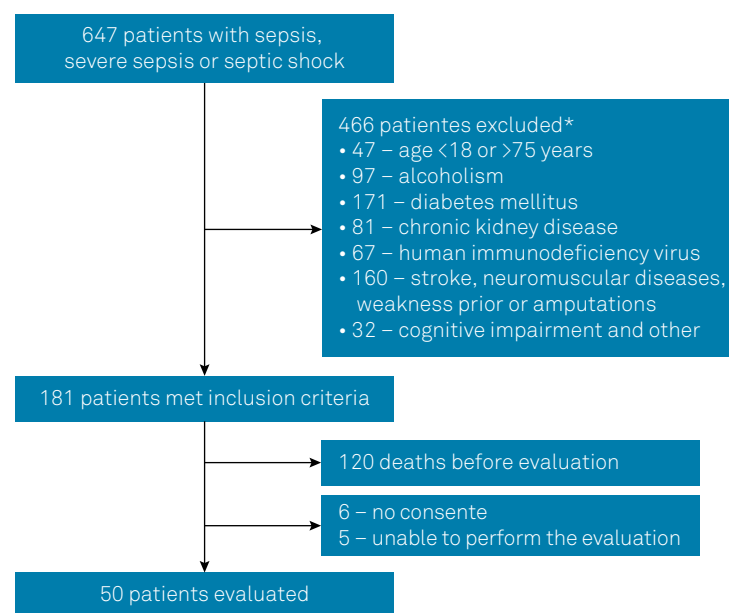 647 patients with sepsis,
severe sepsis or septic shock
466 patientes excluded*
• 47 – age <18 or >75 years
• 97 – alcoholism
• 171 – diabetes mellitus
• 81 – chronic kidney disease
• 67 – human immunodeficiency virus
• 160 – stroke, neuromuscular diseases,
weakness prior or amputations
• 32 – cognitive impairment and other
181 patients met inclusion criteria
120 deaths before evaluation
6 – no consente
5 – unable to perform the evaluation
50 patients evaluated